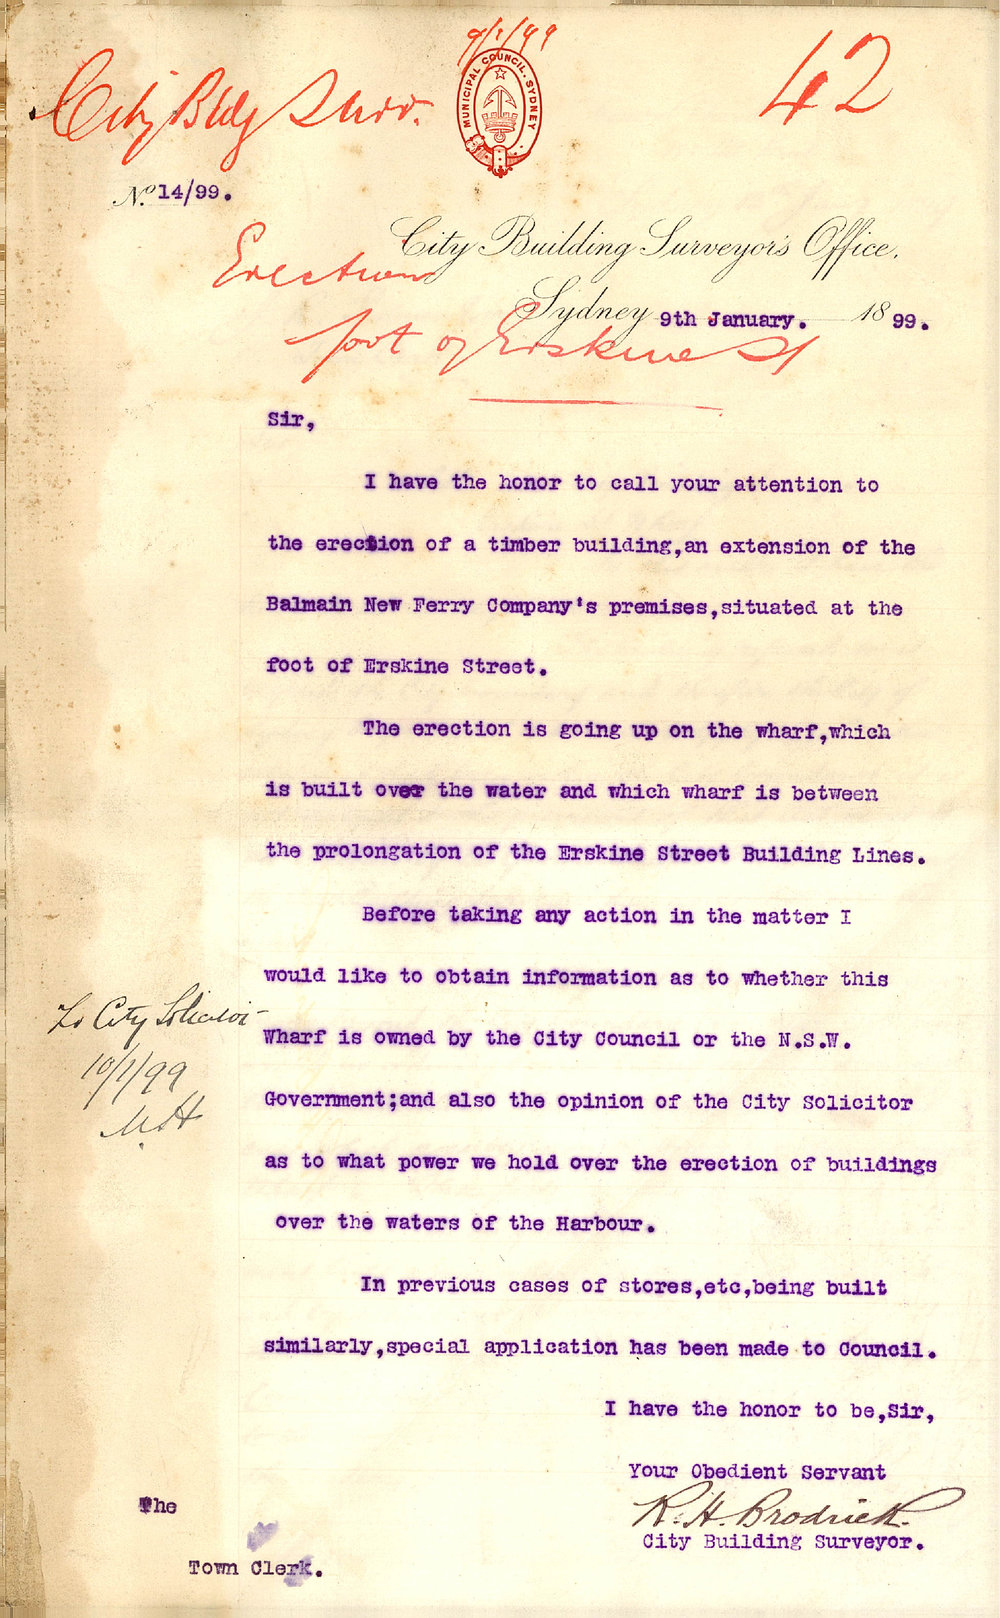 9/1/99
42
City Bldg Surr.
MUNICIPAL COUNCIL. SYDNEY
No. 14/99.
City Building Surveyor's Office,
Erection
Sydney 9th January. 1899.
foot of Erskine St
Sir,
I have the honor to call your attention to
the erection of a timber building,an extension of the
Balmain New Ferry Company's premises,situated at the
foot of Erskine Street.
The erection is going up on the wharf,which
is built over the water and which wharf is between
the prolongation of the Erskine Street Building Lines.
Before taking any action in the matter I
would like to obtain information as to whether this
Wharf is owned by the City Council or the N.S.W.
Government;and also the opinion of the City Solicitor
as to what power we hold over the erection of buildings
over the waters of the Harbour.
In previous cases of stores,etc,being built
similarly,special application has been made to Council.
To City Solicitor
10/1/99
I have the honor to be,Sir,
Your Obedient Servant
R. H. Brodrick.
City Building Surveyor.
The
Town Clerk.